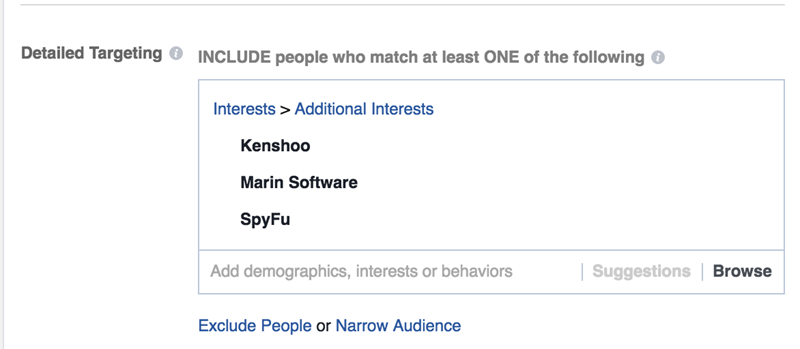 Detailed Targeting
INCLUDE people who match at least ONE of the following
Interests > Additional Interests
Kenshoo
Marin Software
SpyFu
Add demographics, interests or behaviors | Suggestions | Browse
Exclude People or Narrow Audience